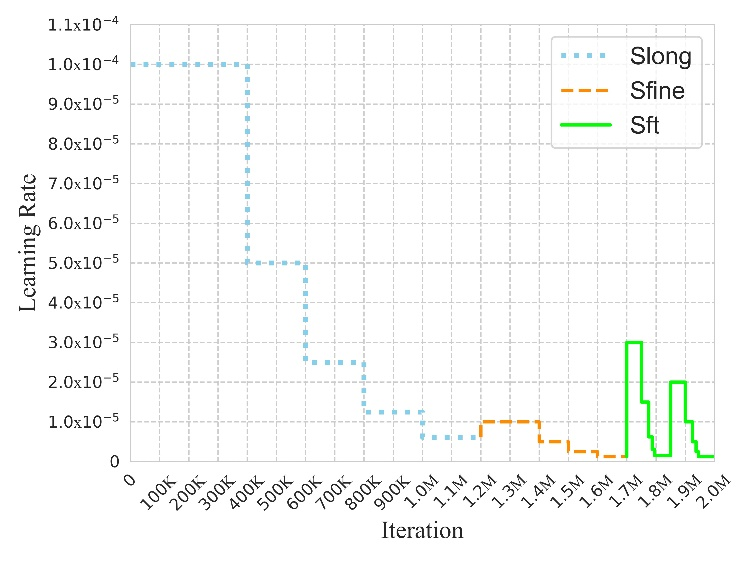 1.1x10⁻⁴
1.0x10⁻⁴
9.0x10⁻⁵
8.0x10⁻⁵
7.0x10⁻⁵
6.0x10⁻⁵
5.0x10⁻⁵
4.0x10⁻⁵
3.0x10⁻⁵
2.0x10⁻⁵
1.0x10⁻⁵
0
Learning Rate
Slong
Sfine
Sft
0 100K 200K 300K 400K 500K 600K 700K 800K 900K 1.0M 1.1M 1.2M 1.3M 1.4M 1.5M 1.6M 1.7M 1.8M 1.9M 2.0M
Iteration